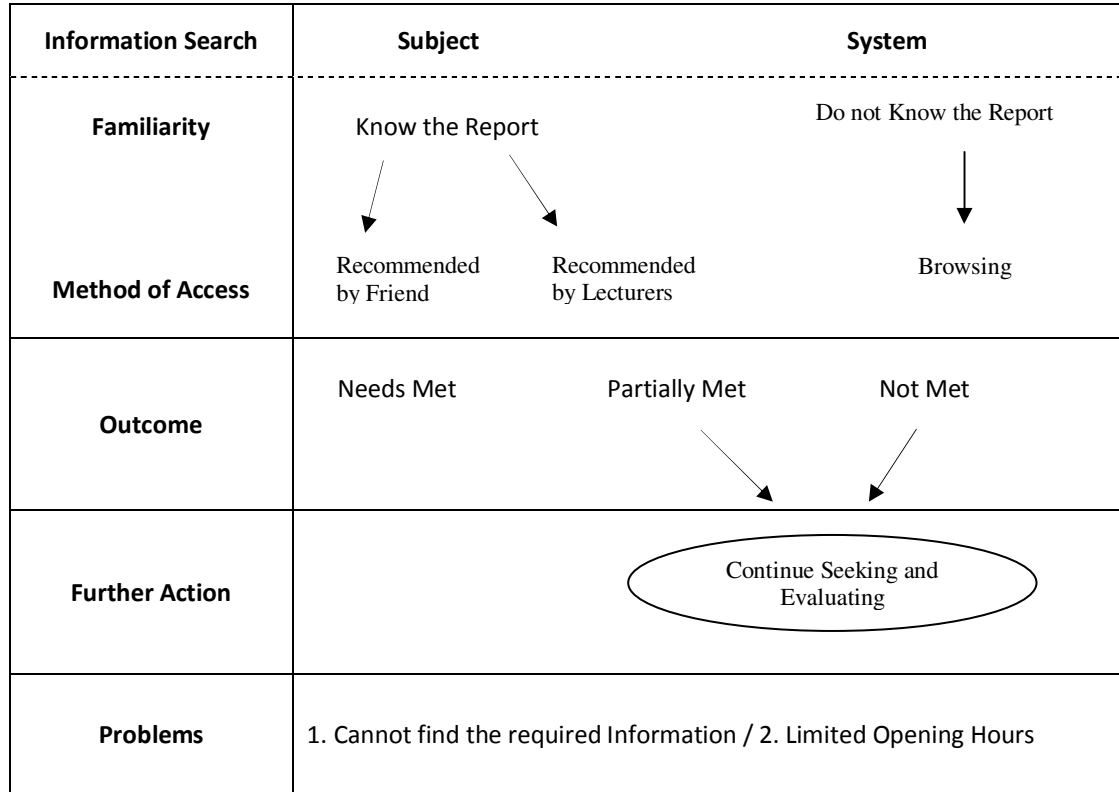 Information Search Subject System
Familiarity Know the Report Do not Know the Report
Method of Access Recommended by Friend Recommended by Lecturers Browsing
Outcome Needs Met Partially Met Not Met
Further Action Continue Seeking and
Evaluating
Problems 1. Cannot find the required Information / 2. Limited Opening Hours